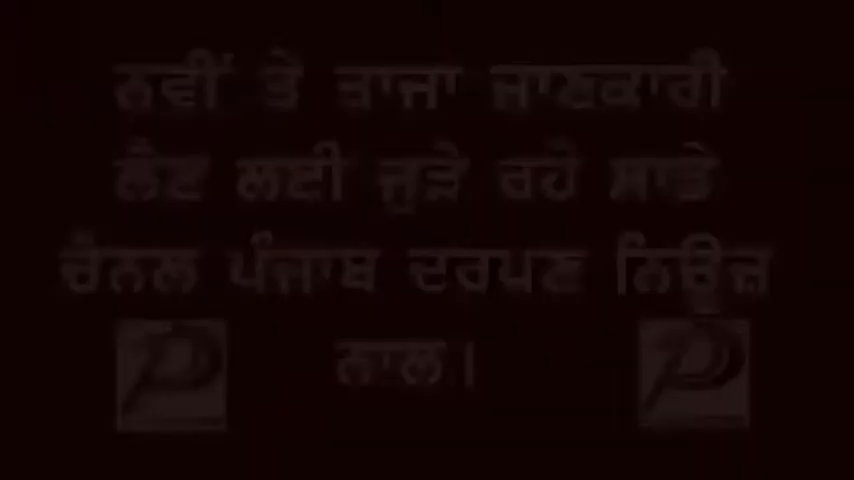 ਨਵੀਂ ਤੇ ਤਾਜਾ ਜਾਣਕਾਰੀ
ਲੈਣ ਲਈ ਜੁੜੇ ਰਹੋ ਸਾਡੇ
ਚੈਨਲ ਪੰਜਾਬ ਦਰਪਣ ਨਿਊਜ਼
ਨਾਲ।